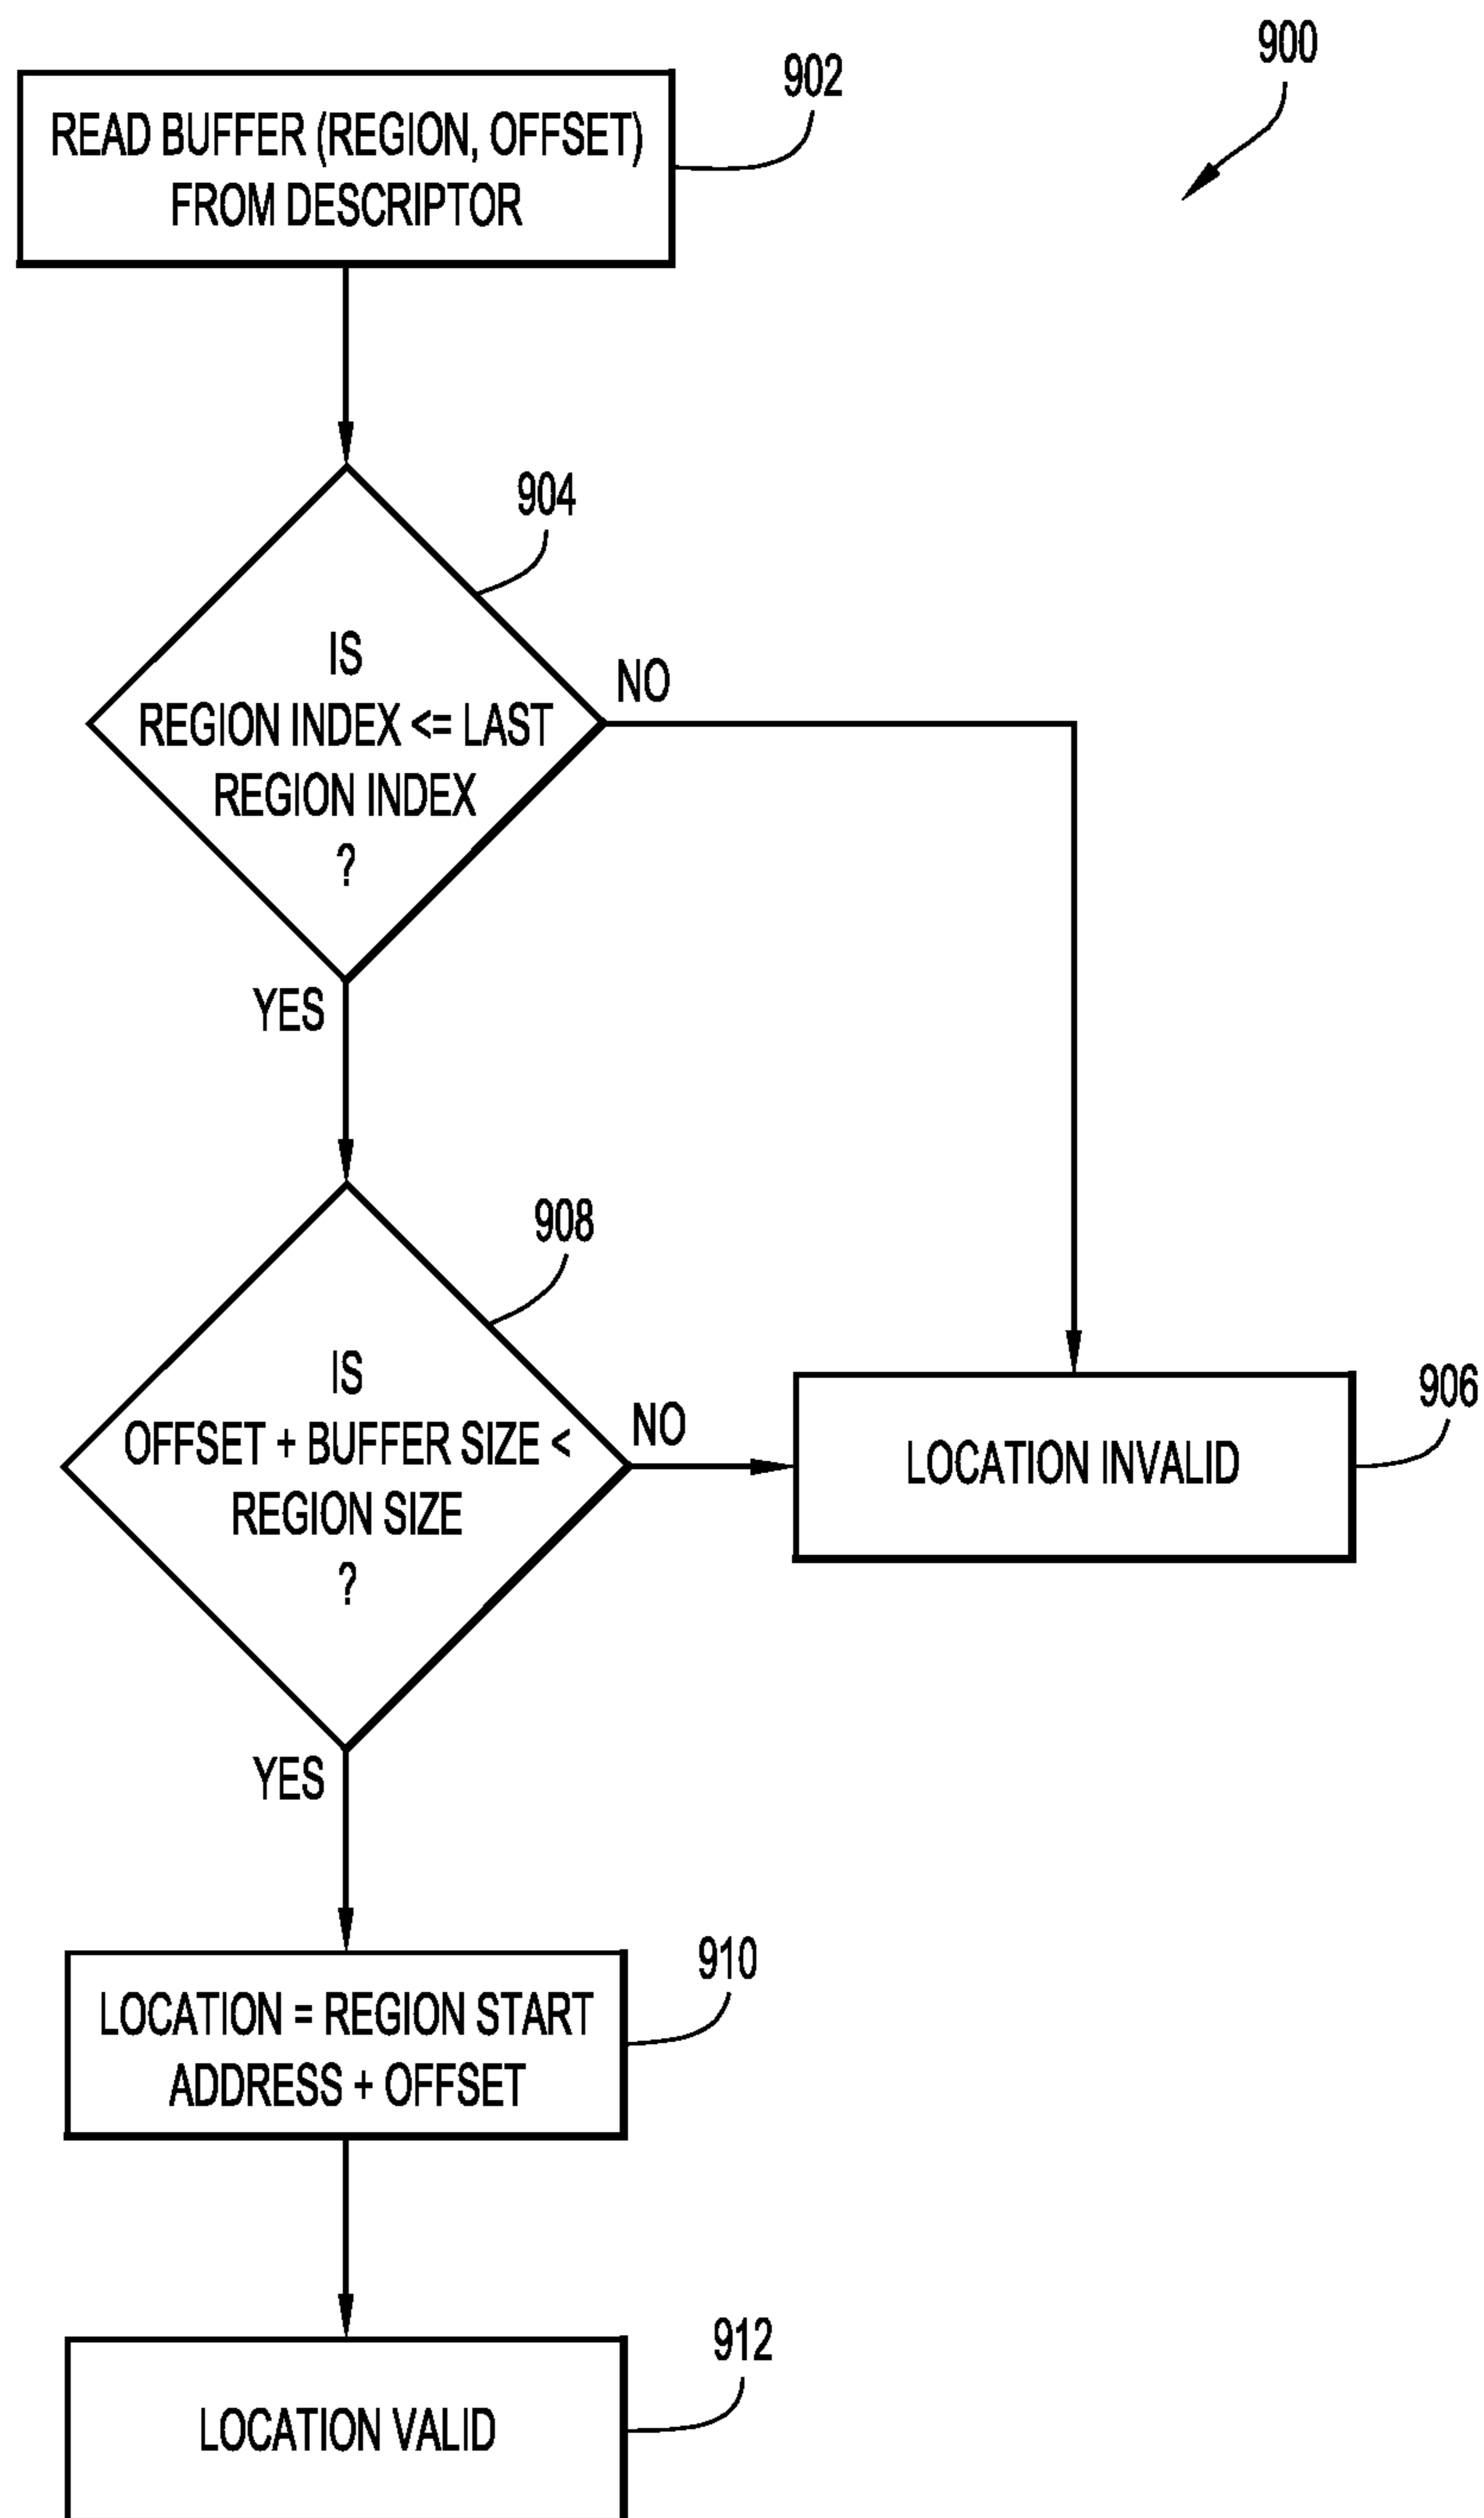 900
902
READ BUFFER (REGION, OFFSET)
FROM DESCRIPTOR
904
IS
REGION INDEX <= LAST
REGION INDEX
?
NO
YES
908
IS
OFFSET + BUFFER SIZE <
REGION SIZE
?
NO
906
LOCATION INVALID
YES
910
LOCATION = REGION START
ADDRESS + OFFSET
912
LOCATION VALID